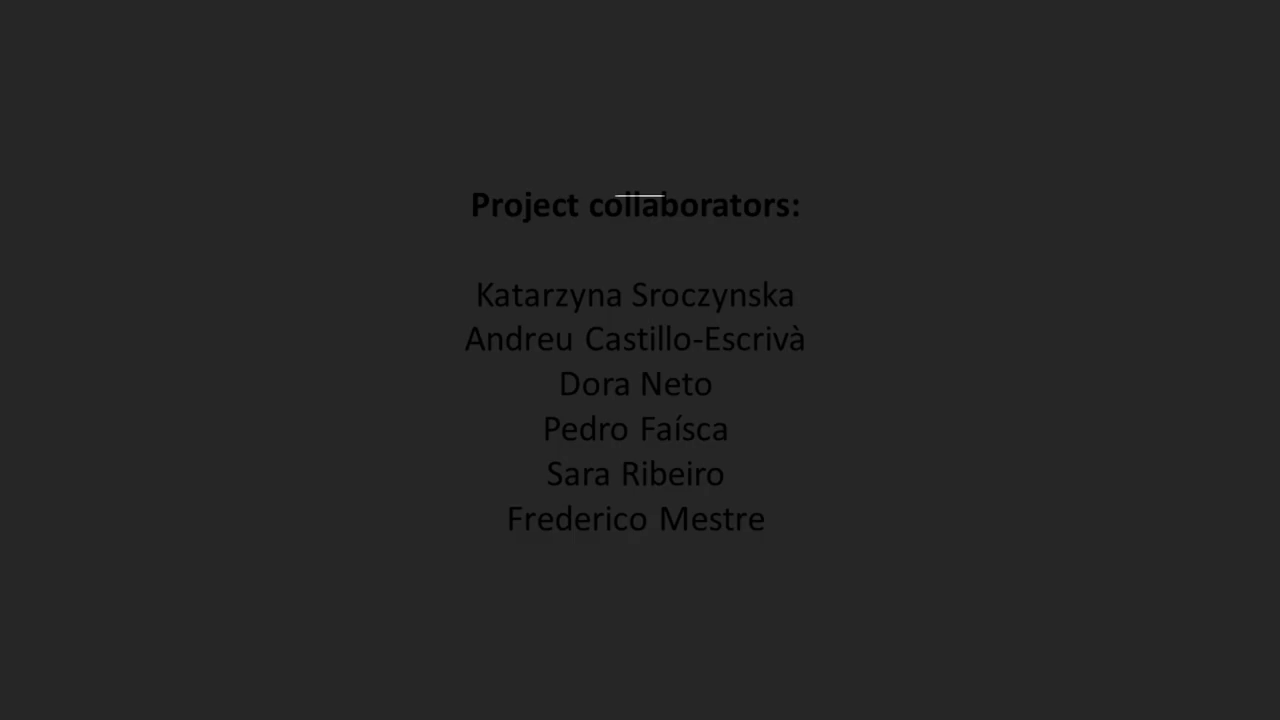 Project collaborators:
Katarzyna Sroczynska
Andreu Castillo-Escrivà
Dora Neto
Pedro Faísca
Sara Ribeiro
Frederico Mestre